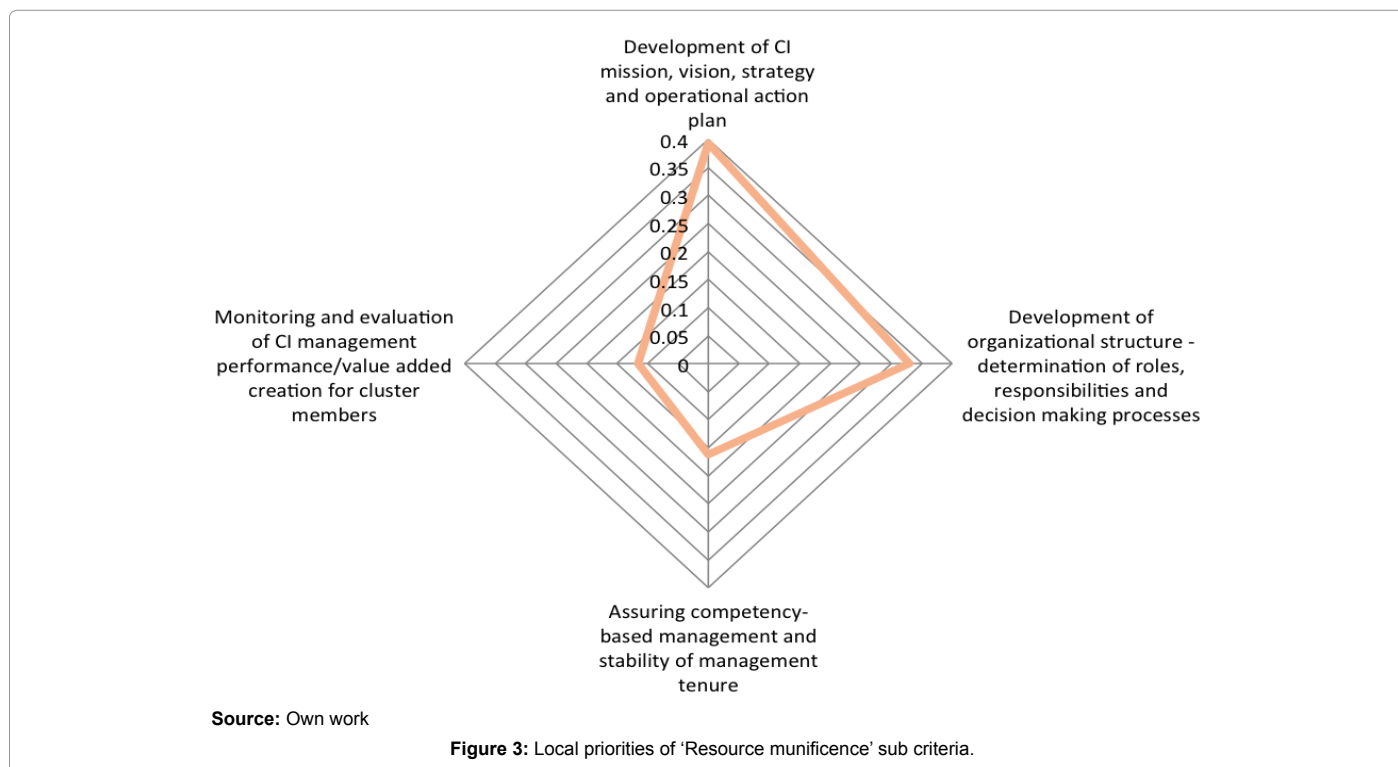 Development of CI
mission, vision, strategy
and operational action
plan
0.4
0.35
0.3
0.25
0.2
0.15
0.1
0.05
0
Monitoring and evaluation
of CI management
performance/value added
creation for cluster
members
Development of
organizational structure -
determination of roles,
responsibilities and
decision making processes
Assuring competency-
based management and
stability of management
tenure
Source: Own work
Figure 3: Local priorities of ‘Resource munificence’ sub criteria.